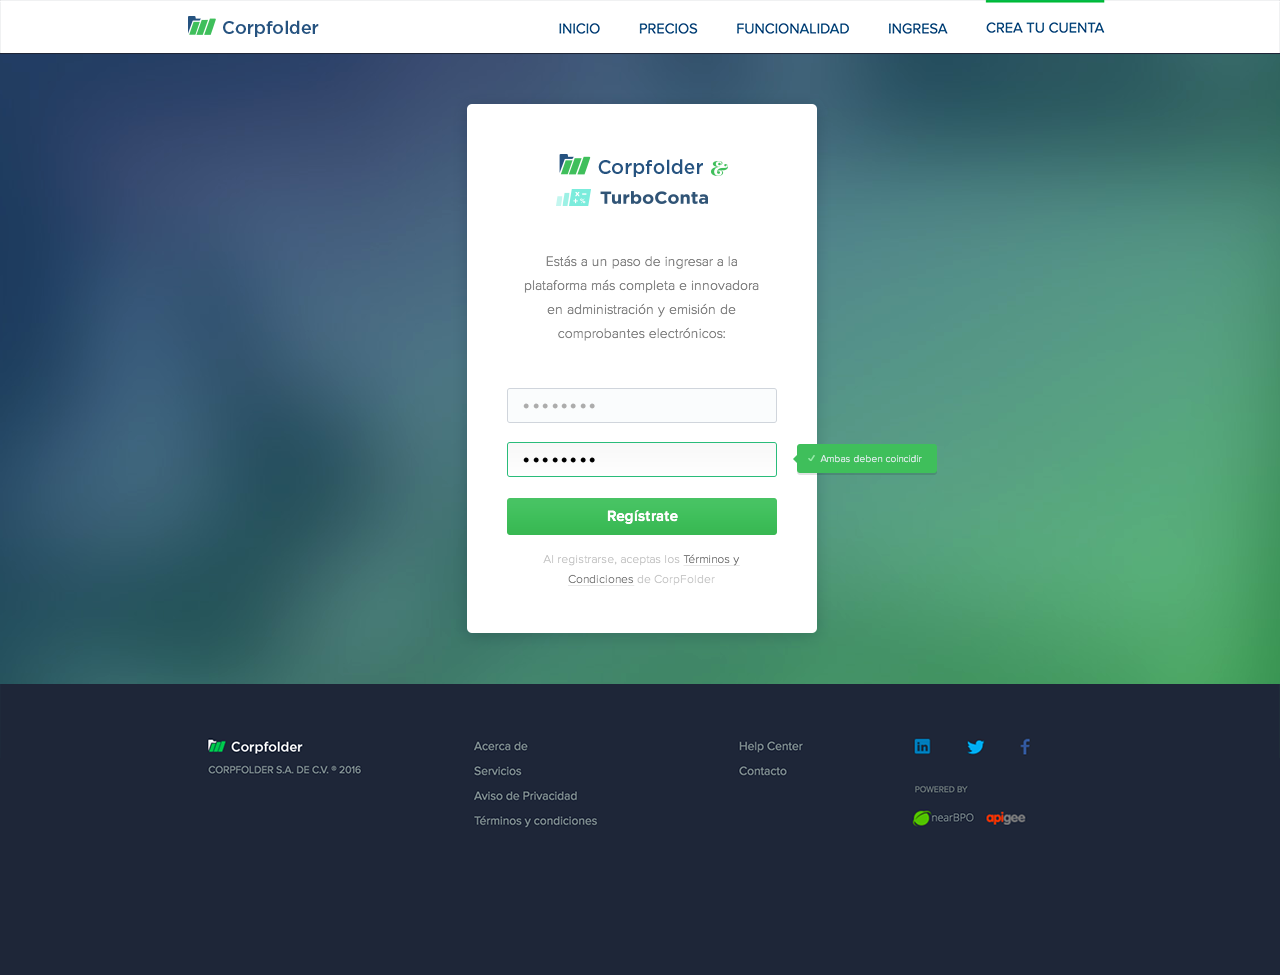 Corpfolder
INICIO
PRECIOS
FUNCIONALIDAD
INGRESA
CREA TU CUENTA
Corpfolder &
TurboConta
Estás a un paso de ingresar a la
plataforma más completa e innovadora
en administración y emisión de
comprobantes electrónicos:
••••••••
••••••••
✓ Ambas deben coincidir
Regístrate
Al registrarse, aceptas los Términos y
Condiciones de CorpFolder
Corpfolder
CORPFOLDER S.A. DE C.V. ® 2016
Acerca de
Servicios
Aviso de Privacidad
Términos y condiciones
Help Center
Contacto
POWERED BY
nearBPO
apigee